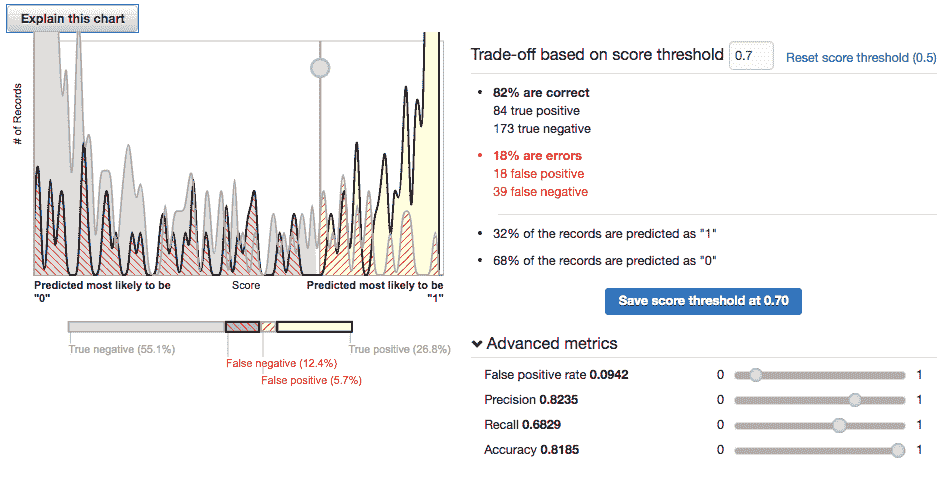 Explain this chart
# of Records
Predicted most likely to be "0"
Score
Predicted most likely to be "1"
True negative (55.1%)
True positive (26.8%)
False negative (12.4%)
False positive (5.7%)
Trade-off based on score threshold 0.7 Reset score threshold (0.5)
82% are correct
84 true positive
173 true negative
18% are errors
18 false positive
39 false negative
32% of the records are predicted as "1"
68% of the records are predicted as "0"
Save score threshold at 0.70
Advanced metrics
False positive rate 0.0942 0 1
Precision 0.8235 0 1
Recall 0.6829 0 1
Accuracy 0.8185 0 1